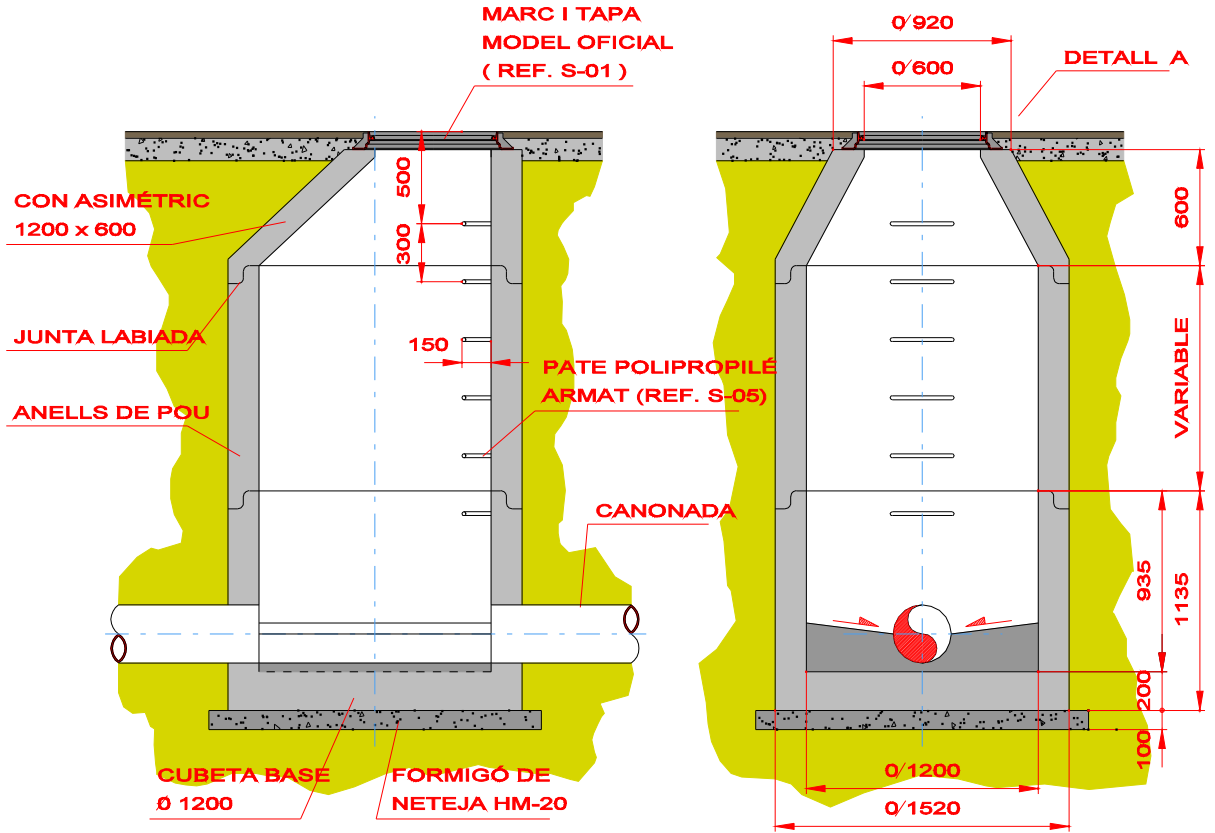 MARC I TAPA
MODEL OFICIAL
( REF. S-01 )
0/920
0/600
DETALL A
500
300
CON ASIMÉTRIC
1200 x 600
600
JUNTA LABIADA
150
PATE POLIPROPILÉ
ARMAT (REF. S-05)
VARIABLE
ANELLS DE POU
CANONADA
935
1135
200
100
CUBETA BASE
Ø 1200
FORMIGÓ DE
NETEJA HM-20
0/1200
0/1520